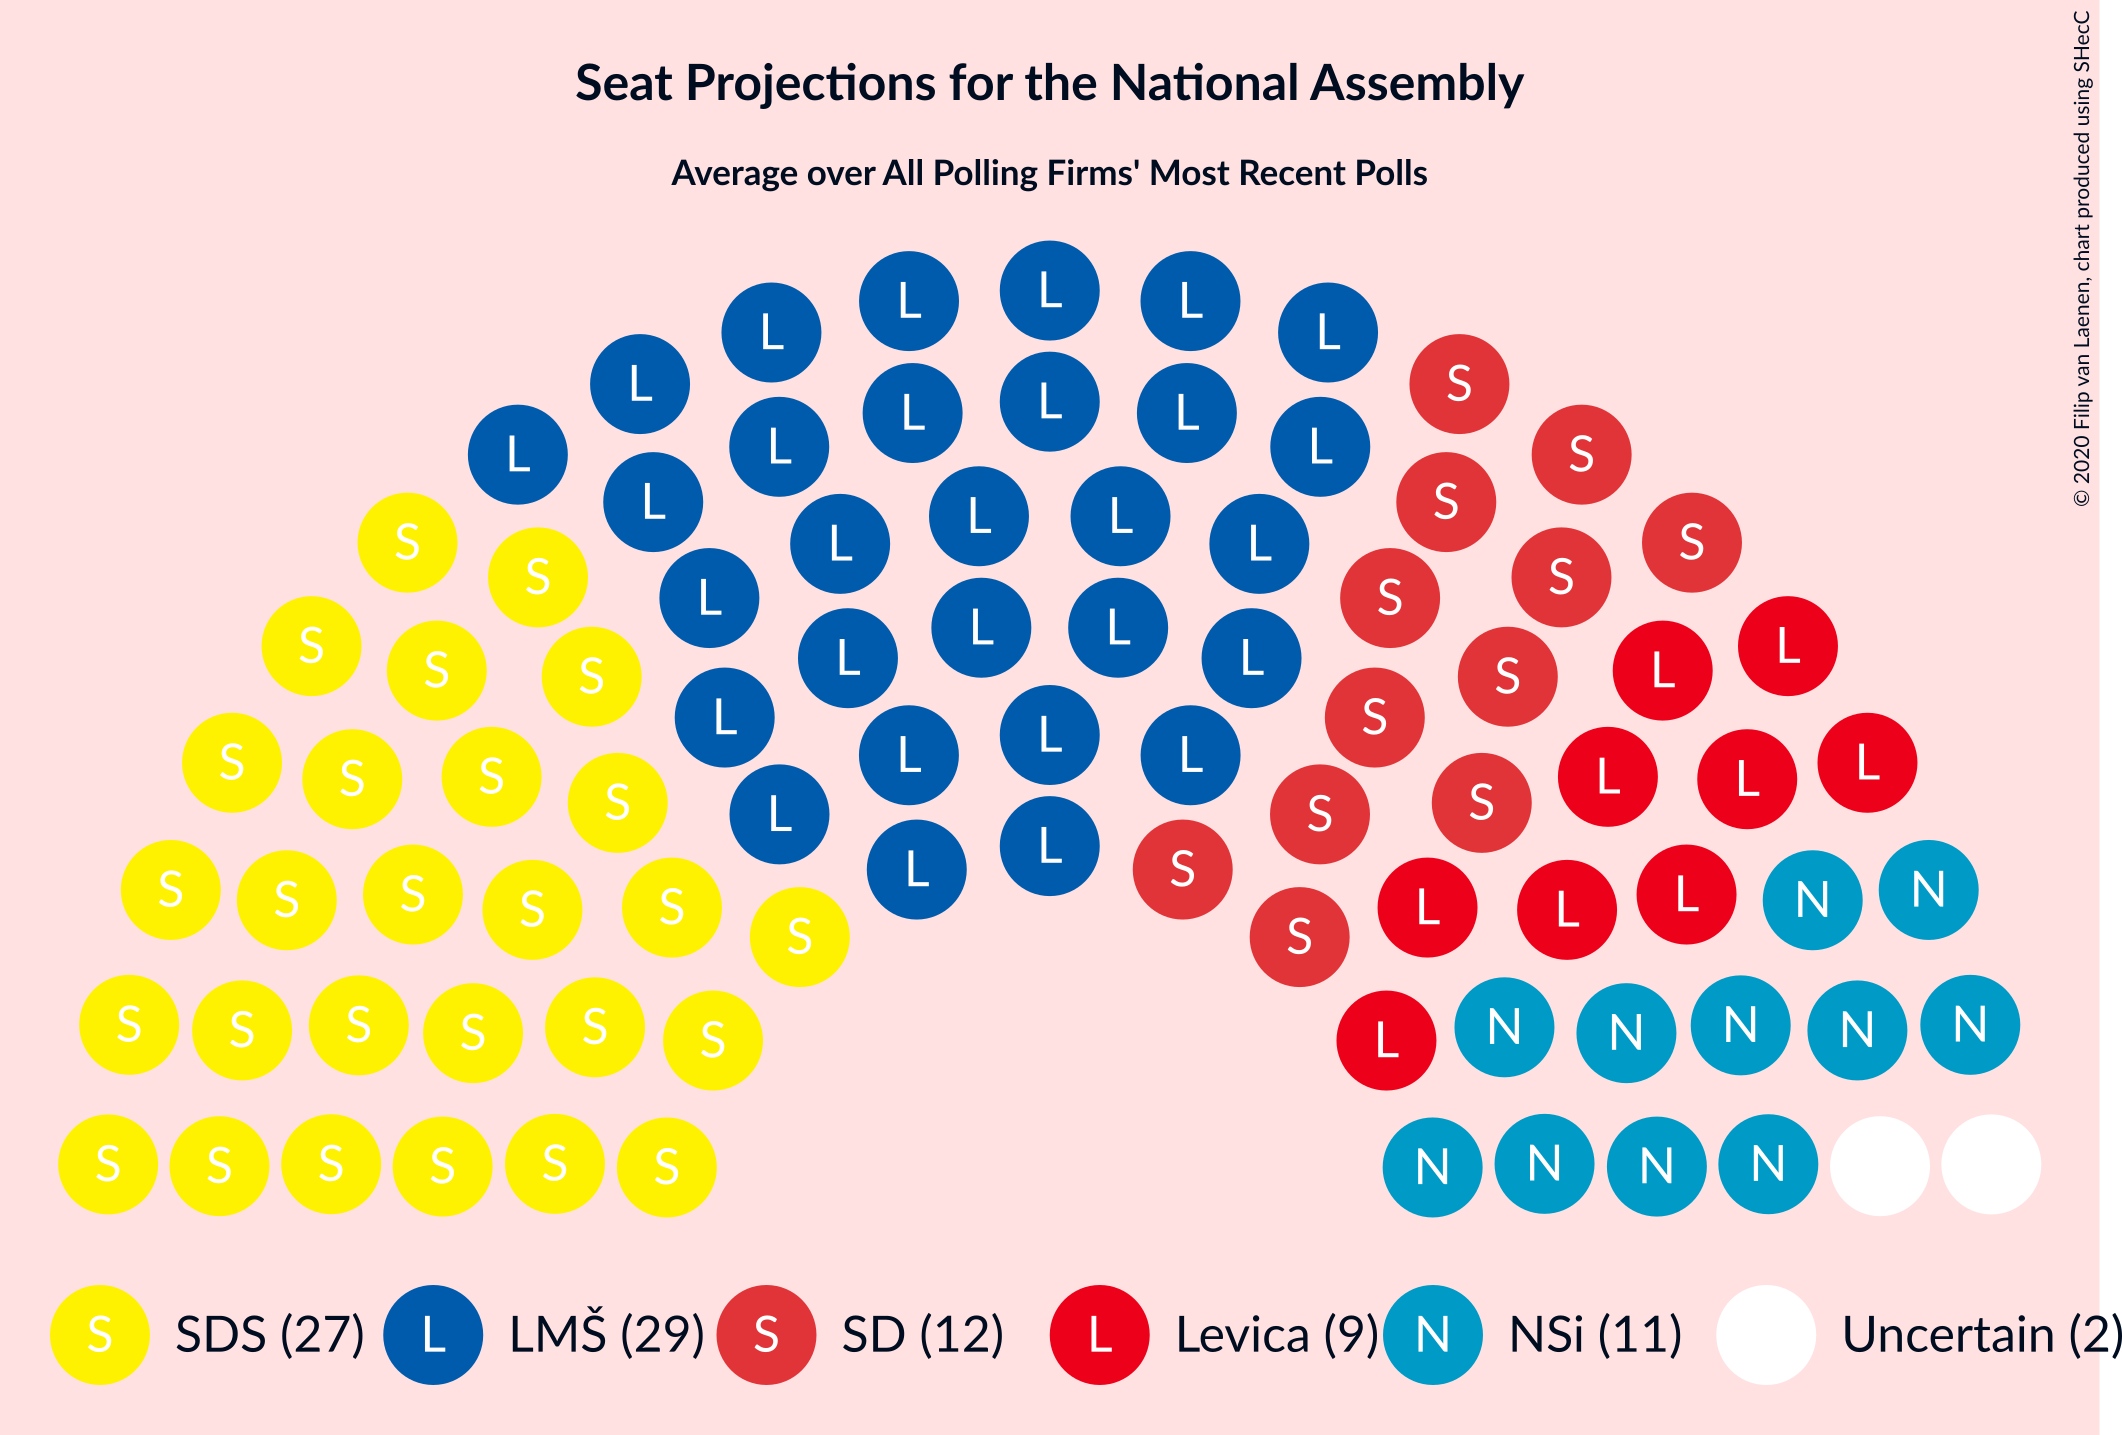 Seat Projections for the National Assembly
Average over All Polling Firms' Most Recent Polls
© 2020 Filip van Laenen, chart produced using SHecC
L L L L L
L L S
L L L L L S
L L S S
S L L L L S S
S L S S
S L L L L L L
S S L S S L
S L L L S L L L
S S S L L S S L
S S S S S S L L S S L L L N N
S S S S S S L N N N N N
S S S S S S N N N N
S SDS (27) L LMŠ (29) S SD (12) L Levica (9) N NSi (11) Uncertain (2)